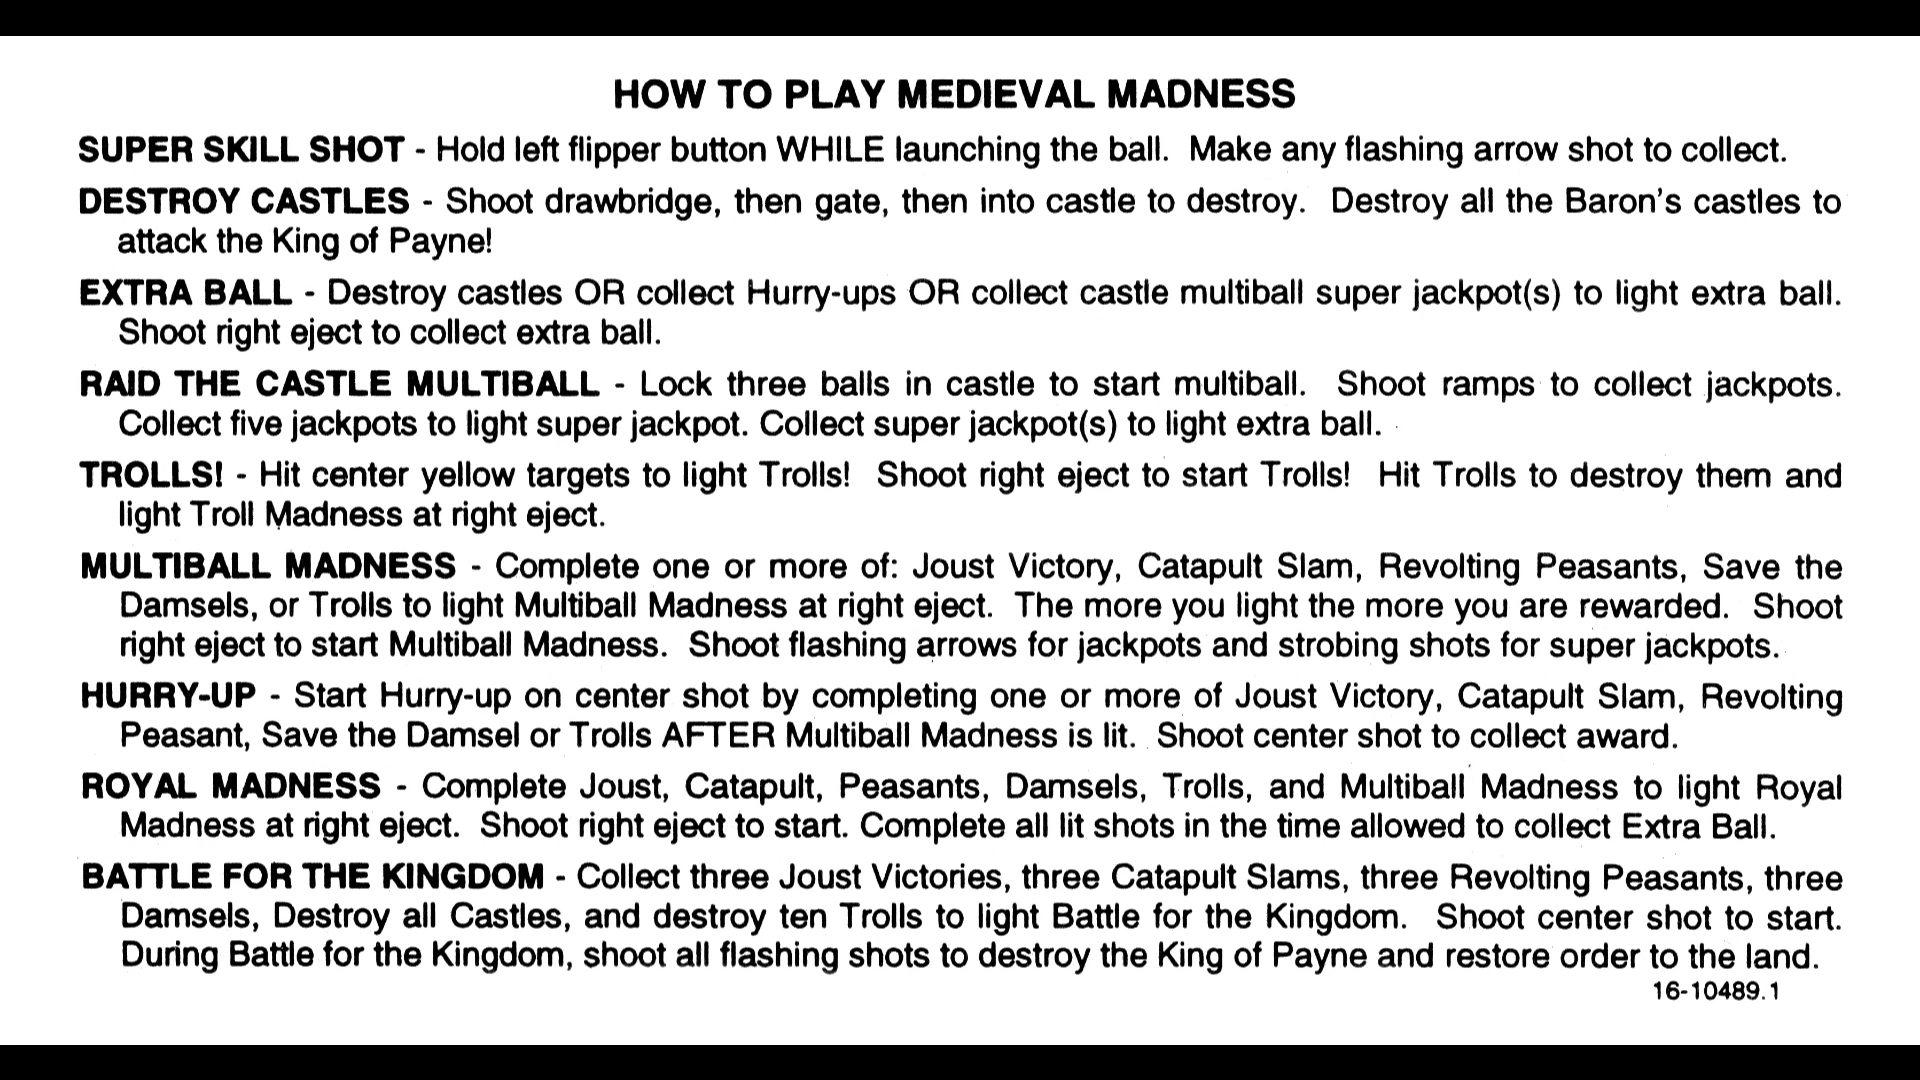 HOW TO PLAY MEDIEVAL MADNESS
SUPER SKILL SHOT - Hold left flipper button WHILE launching the ball. Make any flashing arrow shot to collect.
DESTROY CASTLES - Shoot drawbridge, then gate, then into castle to destroy. Destroy all the Baron's castles to
attack the King of Payne!
EXTRA BALL - Destroy castles OR collect Hurry-ups OR collect castle multiball super jackpot(s) to light extra ball.
Shoot right eject to collect extra ball.
RAID THE CASTLE MULTIBALL - Lock three balls in castle to start multiball. Shoot ramps to collect jackpots.
Collect five jackpots to light super jackpot. Collect super jackpot(s) to light extra ball.
TROLLS! - Hit center yellow targets to light Trolls! Shoot right eject to start Trolls! Hit Trolls to destroy them and
light Troll Madness at right eject.
MULTIBALL MADNESS - Complete one or more of: Joust Victory, Catapult Slam, Revolting Peasants, Save the
Damsels, or Trolls to light Multiball Madness at right eject. The more you light the more you are rewarded. Shoot
right eject to start Multiball Madness. Shoot flashing arrows for jackpots and strobing shots for super jackpots.
HURRY-UP - Start Hurry-up on center shot by completing one or more of Joust Victory, Catapult Slam, Revolting
Peasant, Save the Damsel or Trolls AFTER Multiball Madness is lit. Shoot center shot to collect award.
ROYAL MADNESS - Complete Joust, Catapult, Peasants, Damsels, Trolls, and Multiball Madness to light Royal
Madness at right eject. Shoot right eject to start. Complete all lit shots in the time allowed to collect Extra Ball.
BATTLE FOR THE KINGDOM - Collect three Joust Victories, three Catapult Slams, three Revolting Peasants, three
Damsels, Destroy all Castles, and destroy ten Trolls to light Battle for the Kingdom. Shoot center shot to start.
During Battle for the Kingdom, shoot all flashing shots to destroy the King of Payne and restore order to the land.
16-10489.1